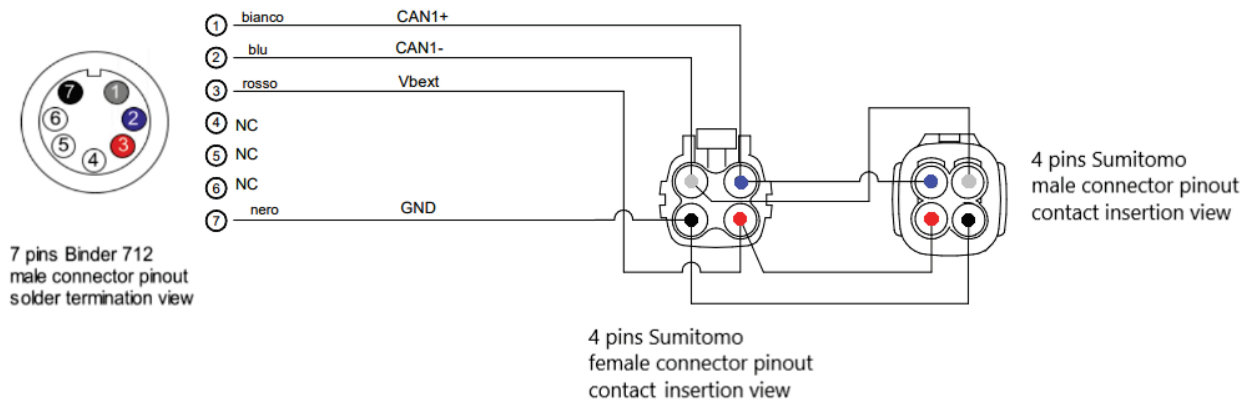 1 bianco CAN1+
2 blu CAN1-
3 rosso Vbext
4 NC
5 NC
6 NC
7 nero GND
7 1
6 2
5 3
4
7 pins Binder 712
male connector pinout
solder termination view
4 pins Sumitomo
male connector pinout
contact insertion view
4 pins Sumitomo
female connector pinout
contact insertion view